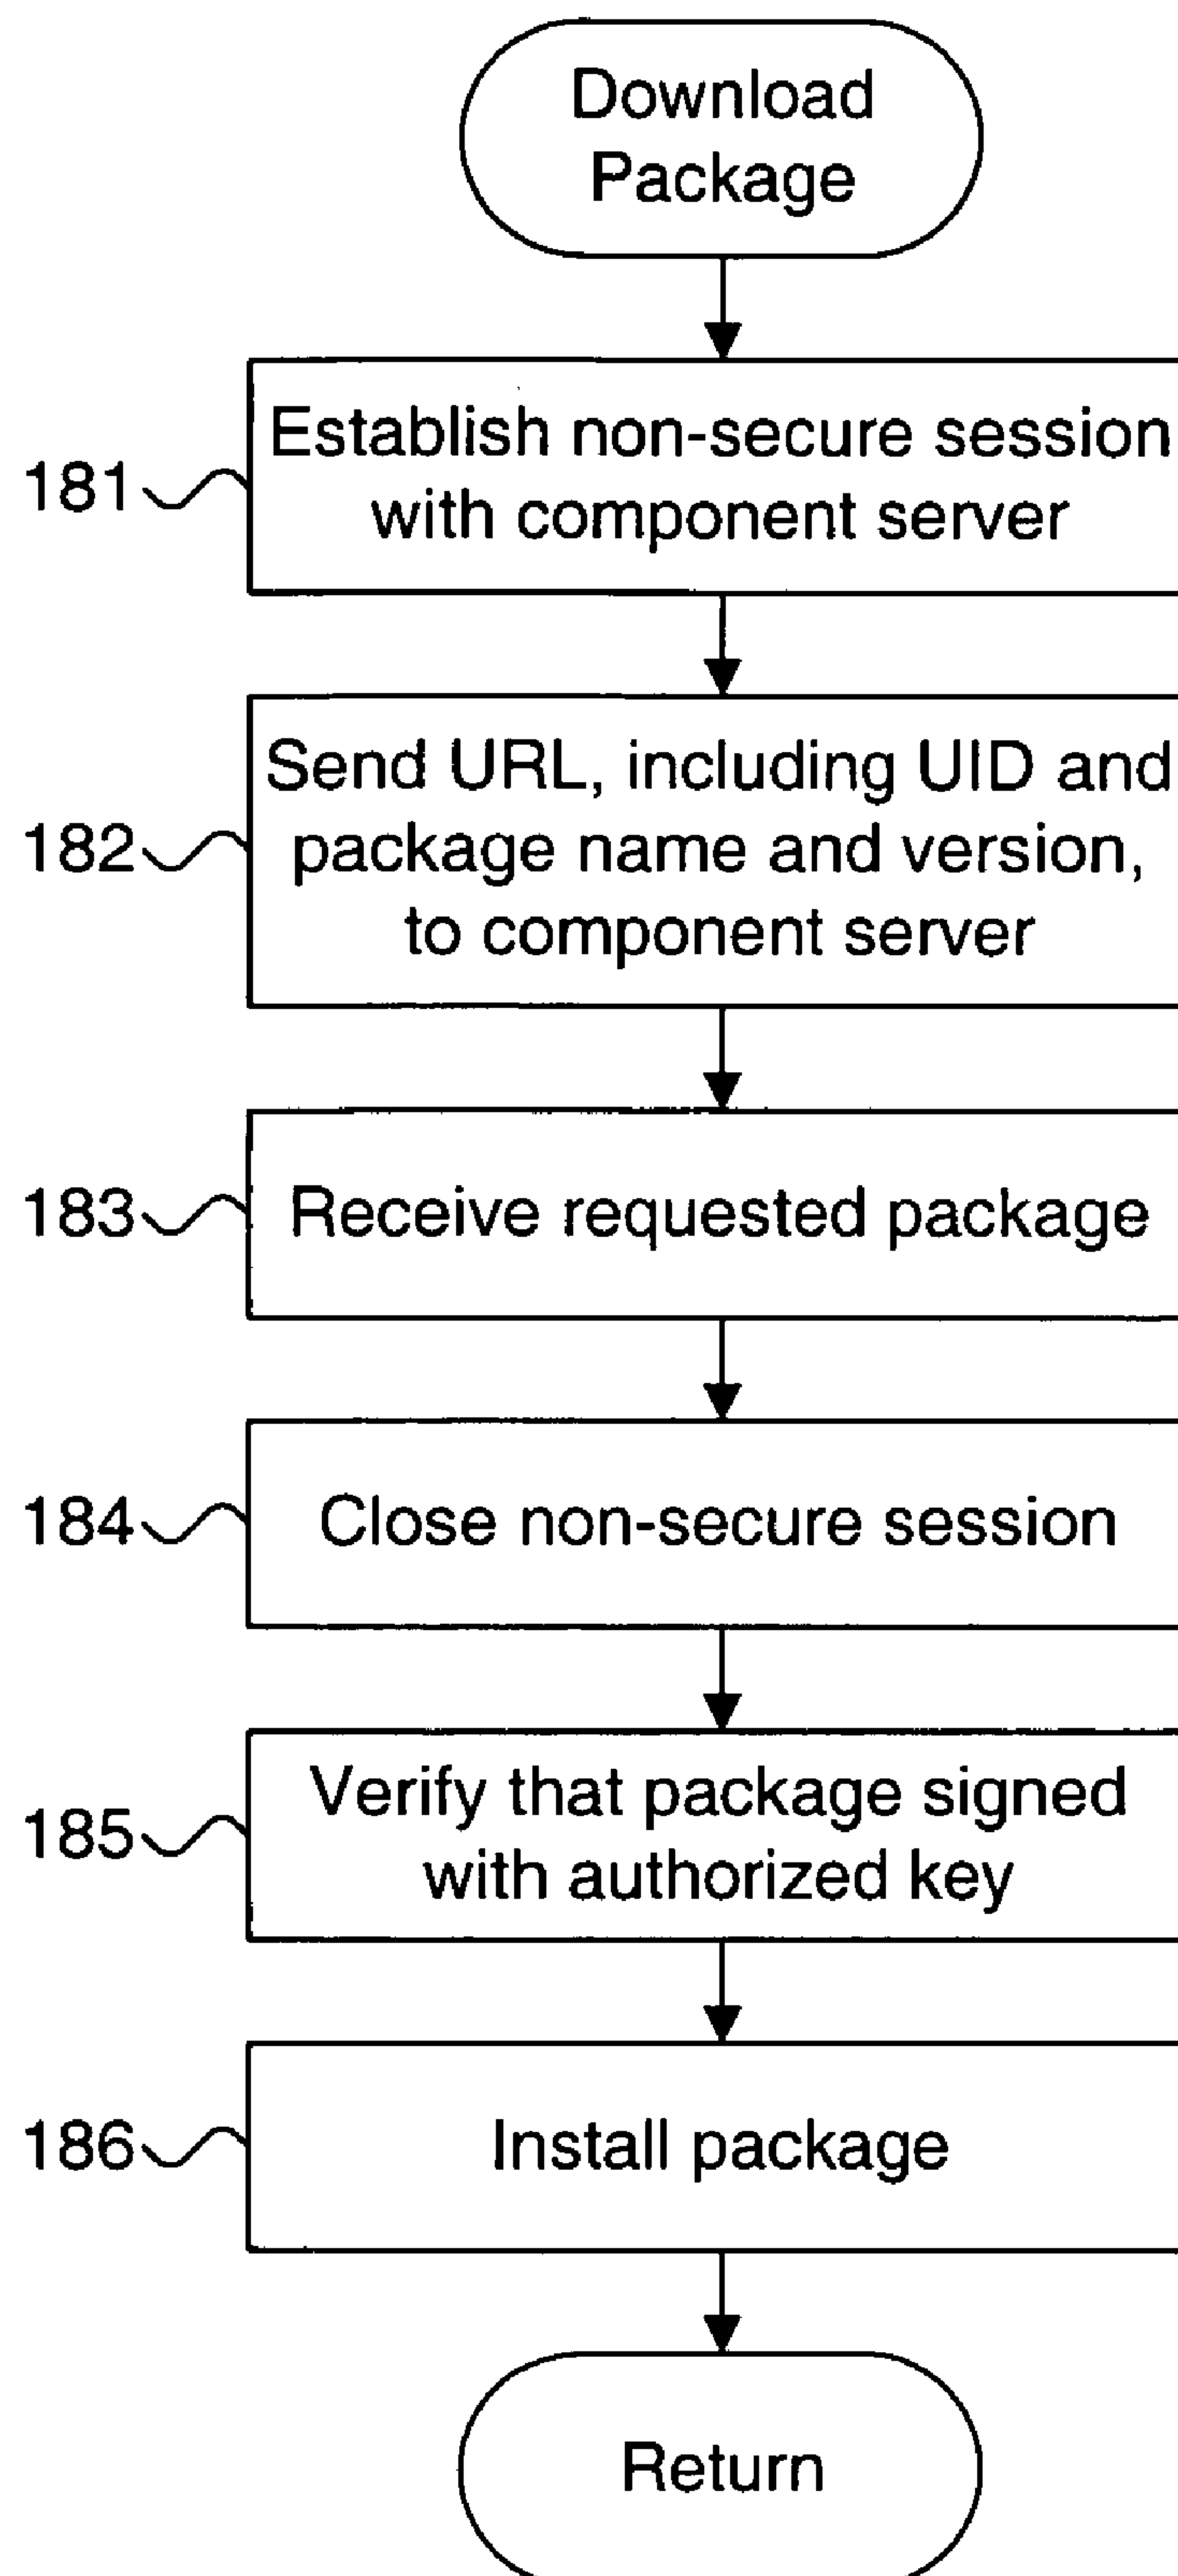 Download
Package
181
Establish non-secure session
with component server
182
Send URL, including UID and
package name and version,
to component server
183
Receive requested package
184
Close non-secure session
185
Verify that package signed
with authorized key
186
Install package
Return